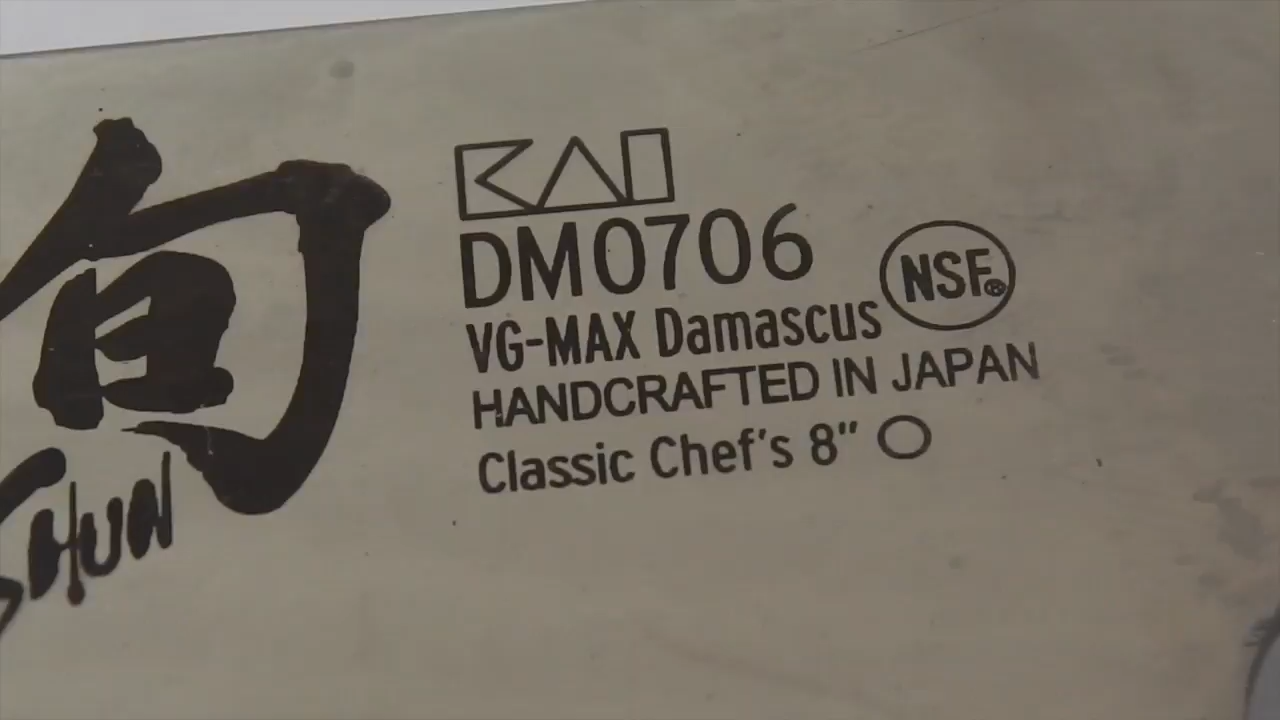 旬
SHUN
KAI
DM0706
NSF®
VG-MAX Damascus
HANDCRAFTED IN JAPAN
Classic Chef's 8" O